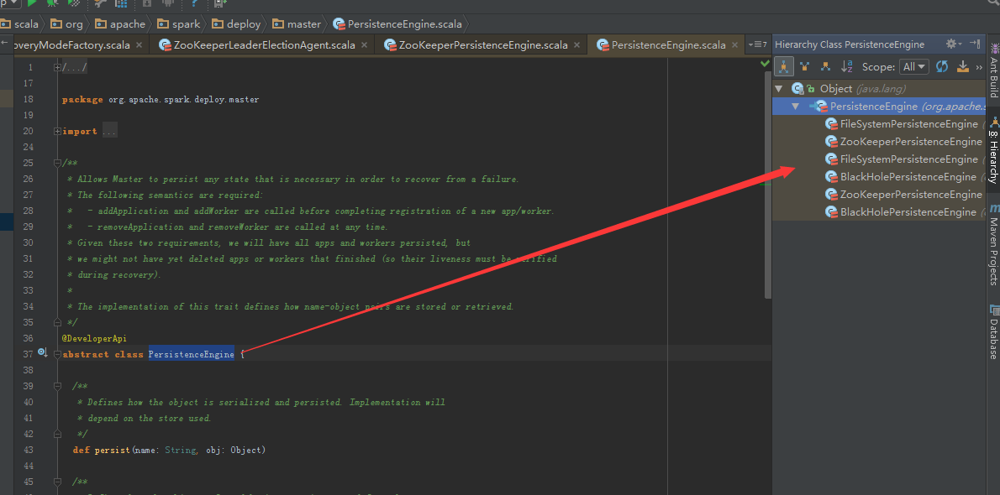 scala org apache spark deploy master PersistenceEngine.scala
overyModeFactory.scala ZooKeeperLeaderElectionAgent.scala ZooKeeperPersistenceEngine.scala PersistenceEngine.scala 7
1 /.../
17
18 package org.apache.spark.deploy.master
19
20 import ...
24
25 /**
26 * Allows Master to persist any state that is necessary in order to recover from a failure.
27 * The following semantics are required:
28 * - addApplication and addWorker are called before completing registration of a new app/worker.
29 * - removeApplication and removeWorker are called at any time.
30 * Given these two requirements, we will have all apps and workers persisted, but
31 * we might not have yet deleted apps or workers that finished (so their liveness must be verified
32 * during recovery).
33 *
34 * The implementation of this trait defines how name-object pairs are stored or retrieved.
35 */
36 @DeveloperApi
37 abstract class PersistenceEngine {
38
39 /**
40 * Defines how the object is serialized and persisted. Implementation will
41 * depend on the store used.
42 */
43 def persist(name: String, obj: Object)
44
45 /**
Hierarchy Class PersistenceEngine
Scope: All
Object (java.lang)
PersistenceEngine (org.apache.s
FileSystemPersistenceEngine (
ZooKeeperPersistenceEngine
FileSystemPersistenceEngine (
BlackHolePersistenceEngine (
ZooKeeperPersistenceEngine
BlackHolePersistenceEngine (
Ant Build
8: Hierarchy
Maven Projects
Database